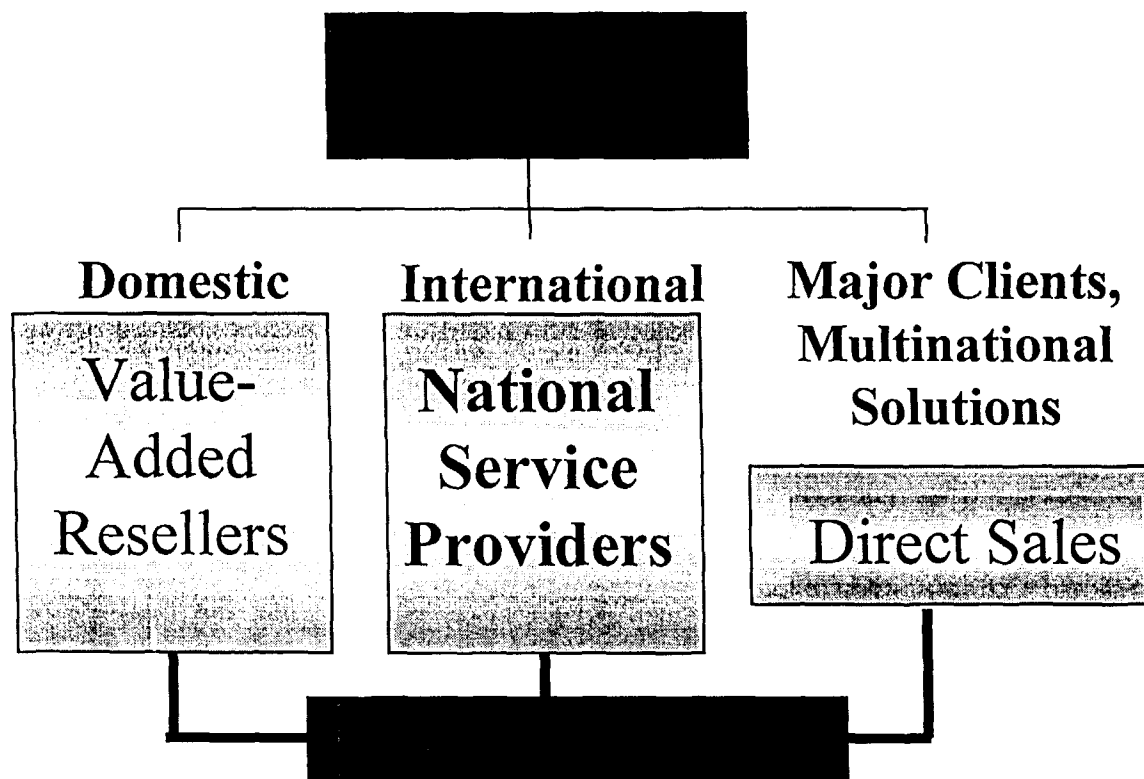 Domestic
Value-
Added
Resellers
International
National
Service
Providers
Major Clients,
Multinational
Solutions
Direct Sales